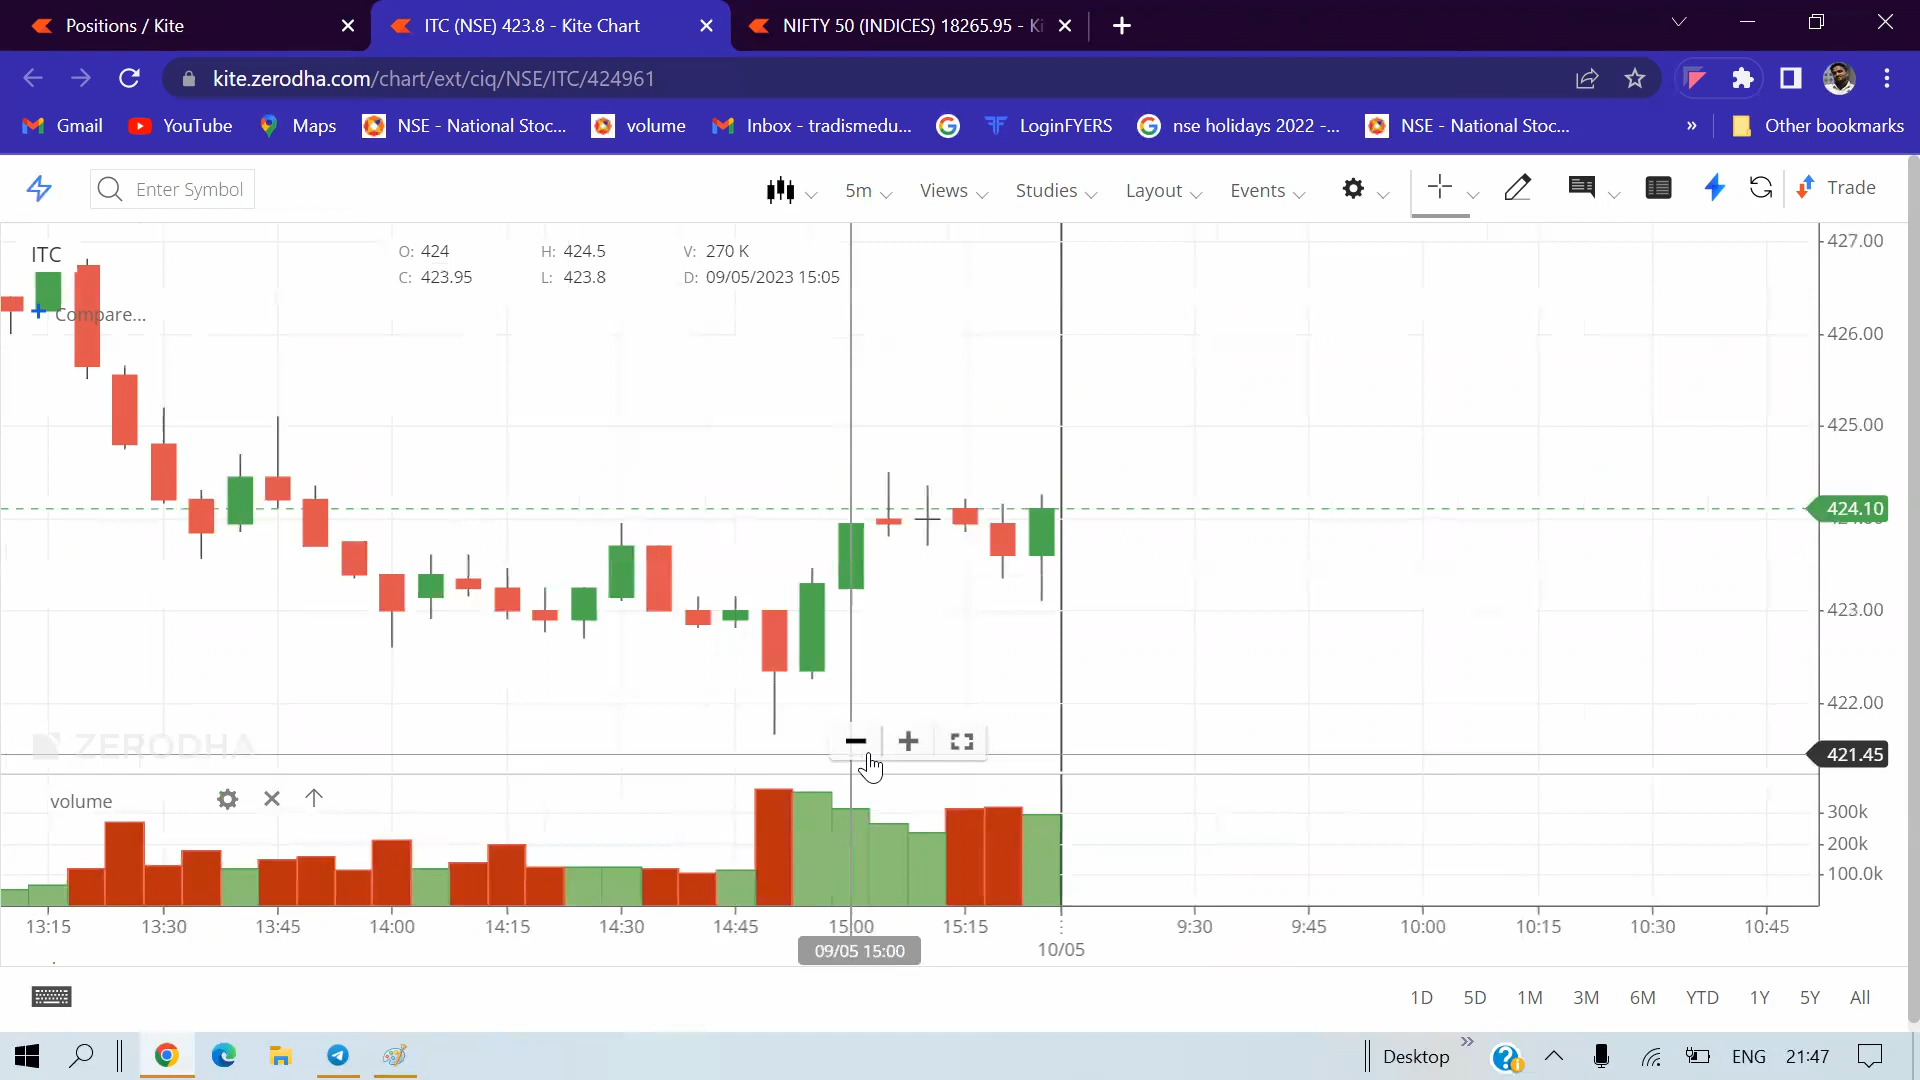 Positions / Kite
ITC (NSE) 423.8 - Kite Chart
NIFTY 50 (INDICES) 18265.95 - Ki
kite.zerodha.com/chart/ext/ciq/NSE/ITC/424961
Gmail
YouTube
Maps
NSE - National Stoc...
volume
Inbox - tradismedu...
LoginFYERS
nse holidays 2022 -...
NSE - National Stoc...
»
Other bookmarks
Enter Symbol
5m
Views
Studies
Layout
Events
Trade
ITC
O: 424
H: 424.5
V: 270 K
C: 423.95
L: 423.8
D: 09/05/2023 15:05
Compare...
427.00
426.00
425.00
424.10
423.00
422.00
421.45
ZERODHA
volume
300k
200k
100.0k
13:15
13:30
13:45
14:00
14:15
14:30
14:45
15:00
15:15
9:30
9:45
10:00
10:15
10:30
10:45
09/05 15:00
10/05
1D
5D
1M
3M
6M
YTD
1Y
5Y
All
Desktop
»
ENG
21:47